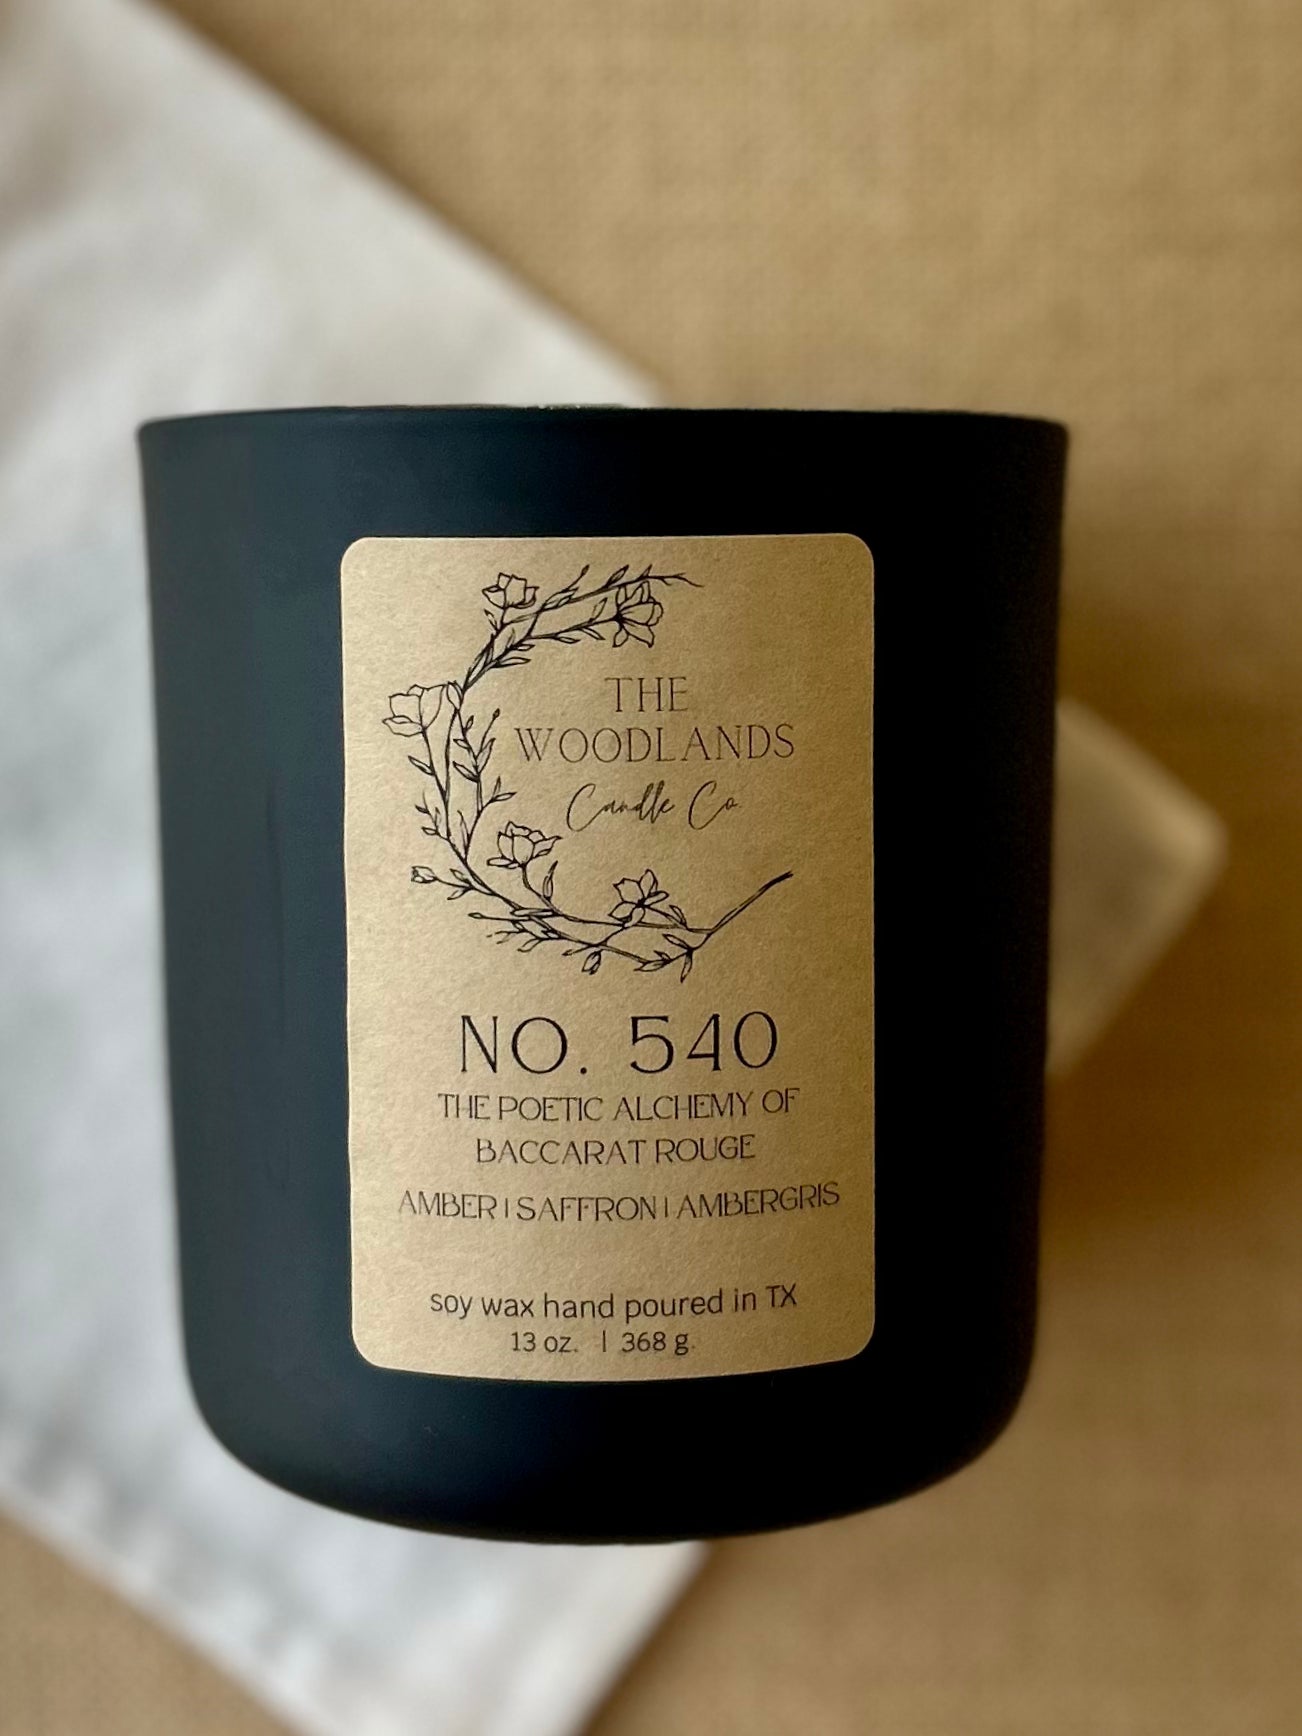 THE
WOODLANDS
Candle Co.
NO. 540
THE POETIC ALCHEMY OF
BACCARAT ROUGE
AMBER | SAFFRON | AMBERGRIS
soy wax hand poured in TX
13 oz. | 368 g.